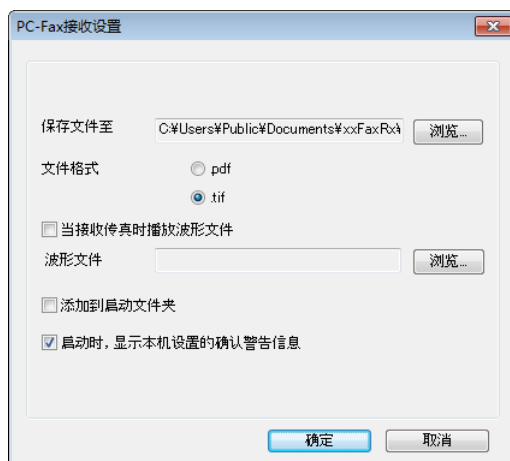 PC-Fax接收设置
保存文件至 C:¥Users¥Public¥Documents¥xxFaxRx¥ 浏览...
文件格式 .pdf
.tif
当接收传真时播放波形文件
波形文件 浏览...
添加到启动文件夹
启动时,显示本机设置的确认警告信息
确定 取消